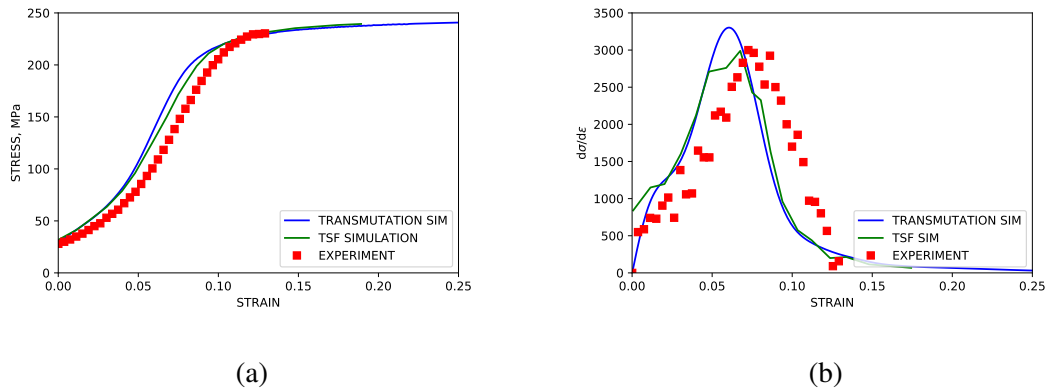 250
200
150
100
50
0
0.00
0.05
0.10
0.15
0.20
0.25
STRESS, MPa
STRAIN
TRANSMUTATION SIM
TSF SIMULATION
EXPERIMENT
(a)
3500
3000
2500
2000
1500
1000
500
0
0.00
0.05
0.10
0.15
0.20
0.25
dσ/dε
STRAIN
TRANSMUTATION SIM
TSF SIM
EXPERIMENT
(b)